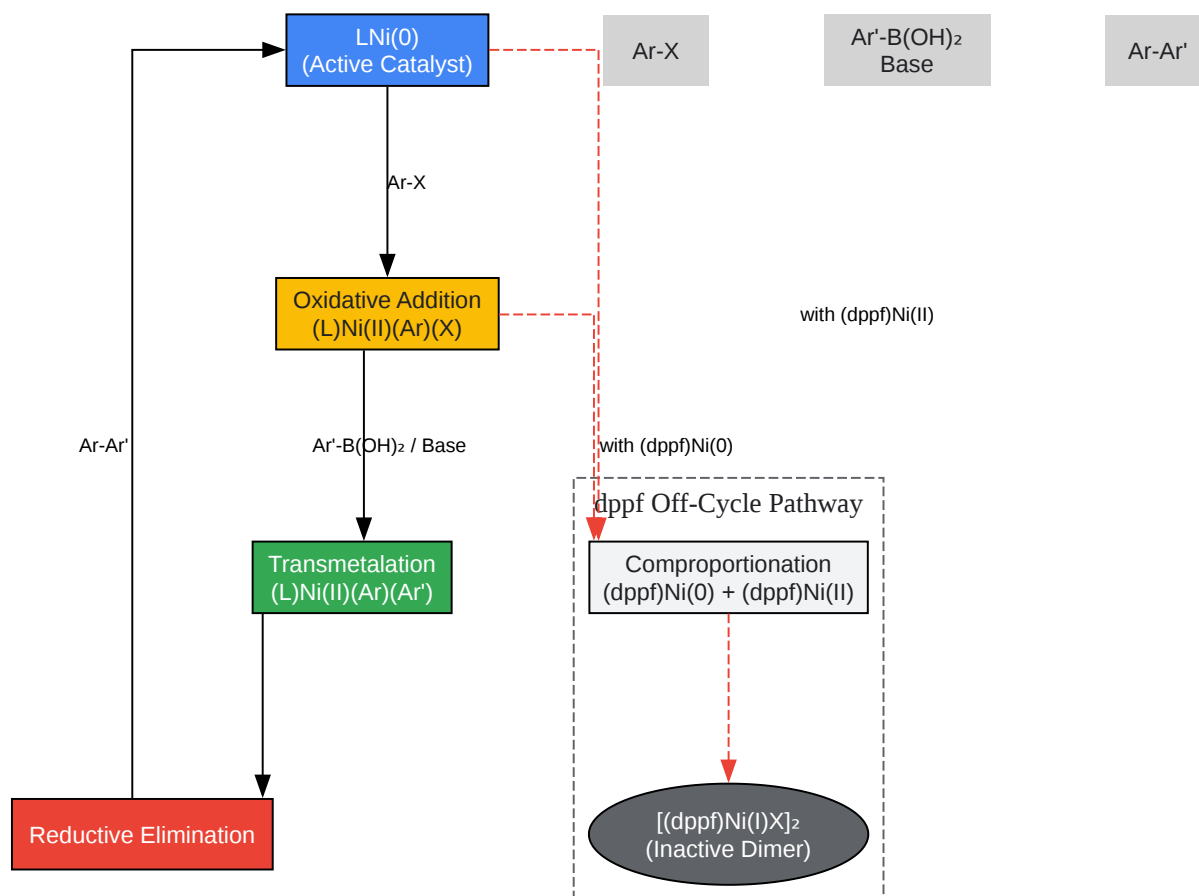 LNi(0)
(Active Catalyst)
Ar-X
Ar'-B(OH)₂
Base
Ar-Ar'
Ar-X
Oxidative Addition
(L)Ni(II)(Ar)(X)
with (dppf)Ni(II)
Ar-Ar'
Ar'-B(OH)₂ / Base
with (dppf)Ni(0)
dppf Off-Cycle Pathway
Transmetalation
(L)Ni(II)(Ar)(Ar')
Comproportionation
(dppf)Ni(0) + (dppf)Ni(II)
Reductive Elimination
[(dppf)Ni(I)X]₂
(Inactive Dimer)